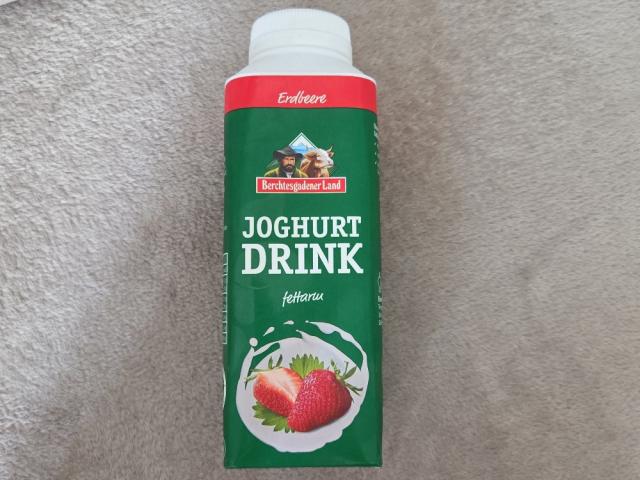 Erdbeere
Berchtesgadener Land
JOGHURT
DRINK
fettarm